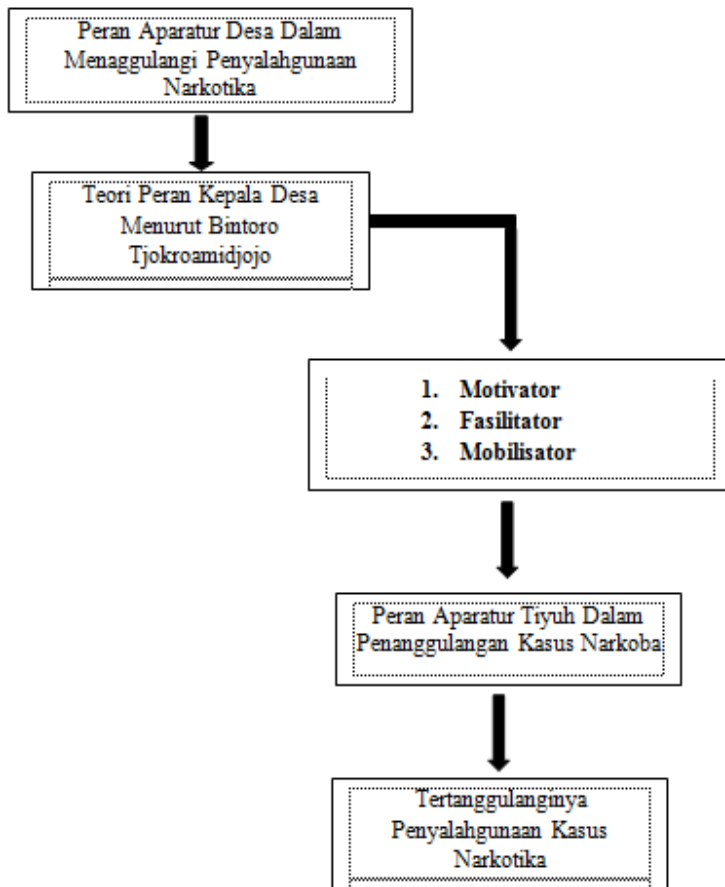 Peran Aparatur Desa Dalam
Menaggulangi Penyalahgunaan
Narkotika
Teori Peran Kepala Desa
Menurut Bintoro
Tjokroamidjojo
1. Motivator
2. Fasilitator
3. Mobilisator
Peran Aparatur Tiyuh Dalam
Penanggulangan Kasus Narkoba
Tertanggulanginya
Penyalahgunaan Kasus
Narkotika